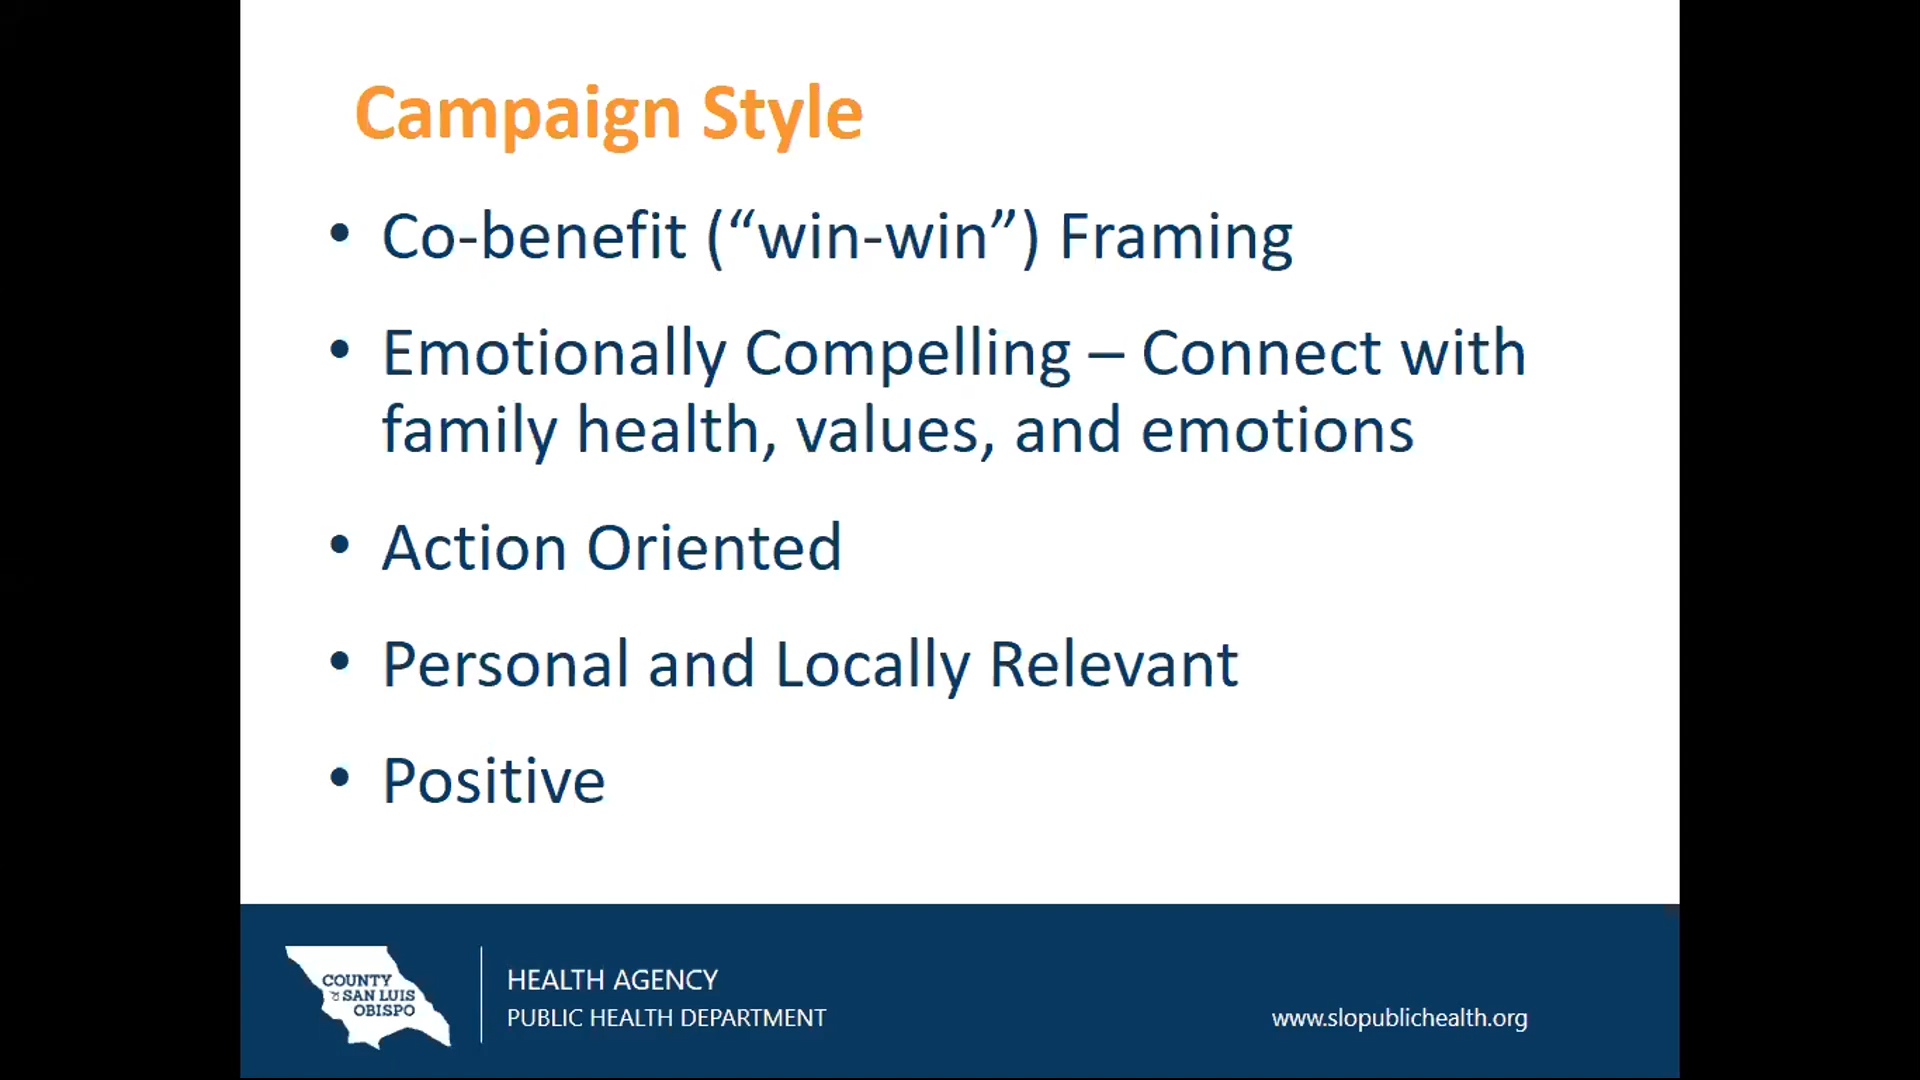 Campaign Style
• Co-benefit (“win-win”) Framing
• Emotionally Compelling – Connect with
family health, values, and emotions
• Action Oriented
• Personal and Locally Relevant
• Positive
COUNTY
OF SAN LUIS
OBISPO
HEALTH AGENCY
PUBLIC HEALTH DEPARTMENT
www.slopublichealth.org